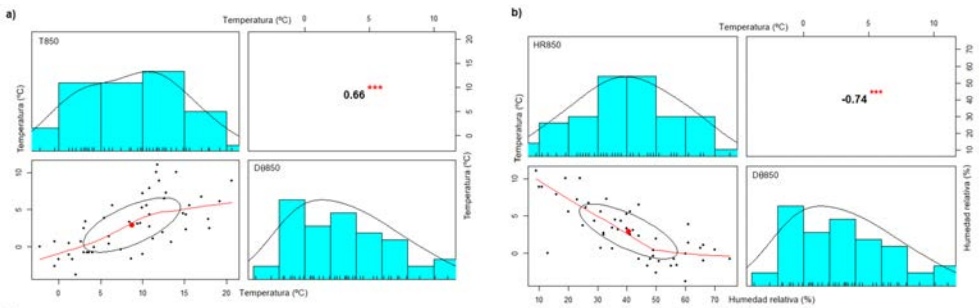 a)
Temperatura (ºC)
0 5 10
T850
0.66 ***
Temperatura (ºC)
0 5 10 15 20
Temperatura (ºC)
0 5 10
Dθ850
Temperatura (ºC)
0 5 10 15 20
Temperatura (ºC)
b)
Temperatura (ºC)
0 5 10
HR850
-0.74 ***
Temperatura (ºC)
10 20 30 40 50 60 70
Humedad relativa (%)
0 5 10
Dθ850
10 20 30 40 50 60 70
Humedad relativa (%)